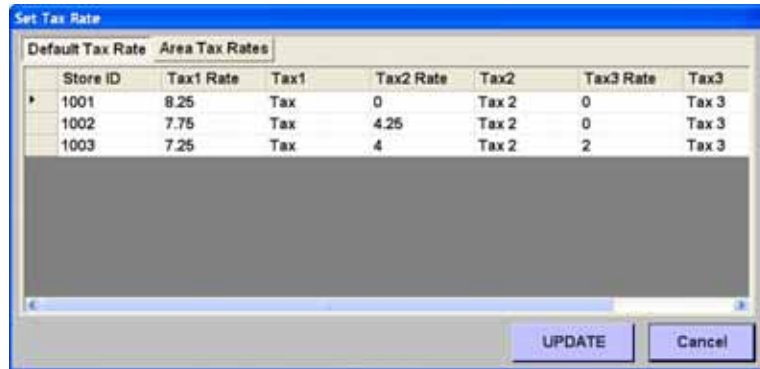 Set Tax Rate
Default Tax Rate Area Tax Rates
Store ID Tax1 Rate Tax1 Tax2 Rate Tax2 Tax3 Rate Tax3
1001 8.25 Tax 0 Tax 2 0 Tax 3
1002 7.75 Tax 4.25 Tax 2 0 Tax 3
1003 7.25 Tax 4 Tax 2 2 Tax 3
UPDATE Cancel